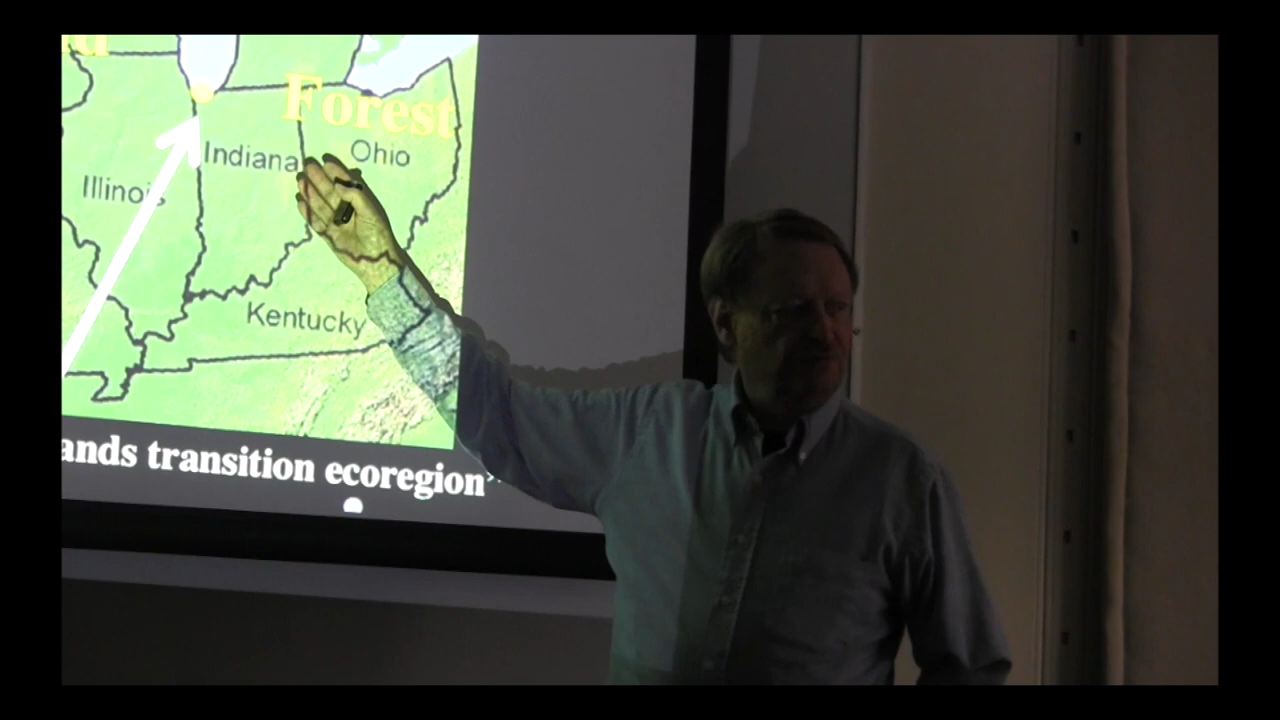 Forest
Indiana
Ohio
Illinois
Kentucky
ands transition ecoregion”